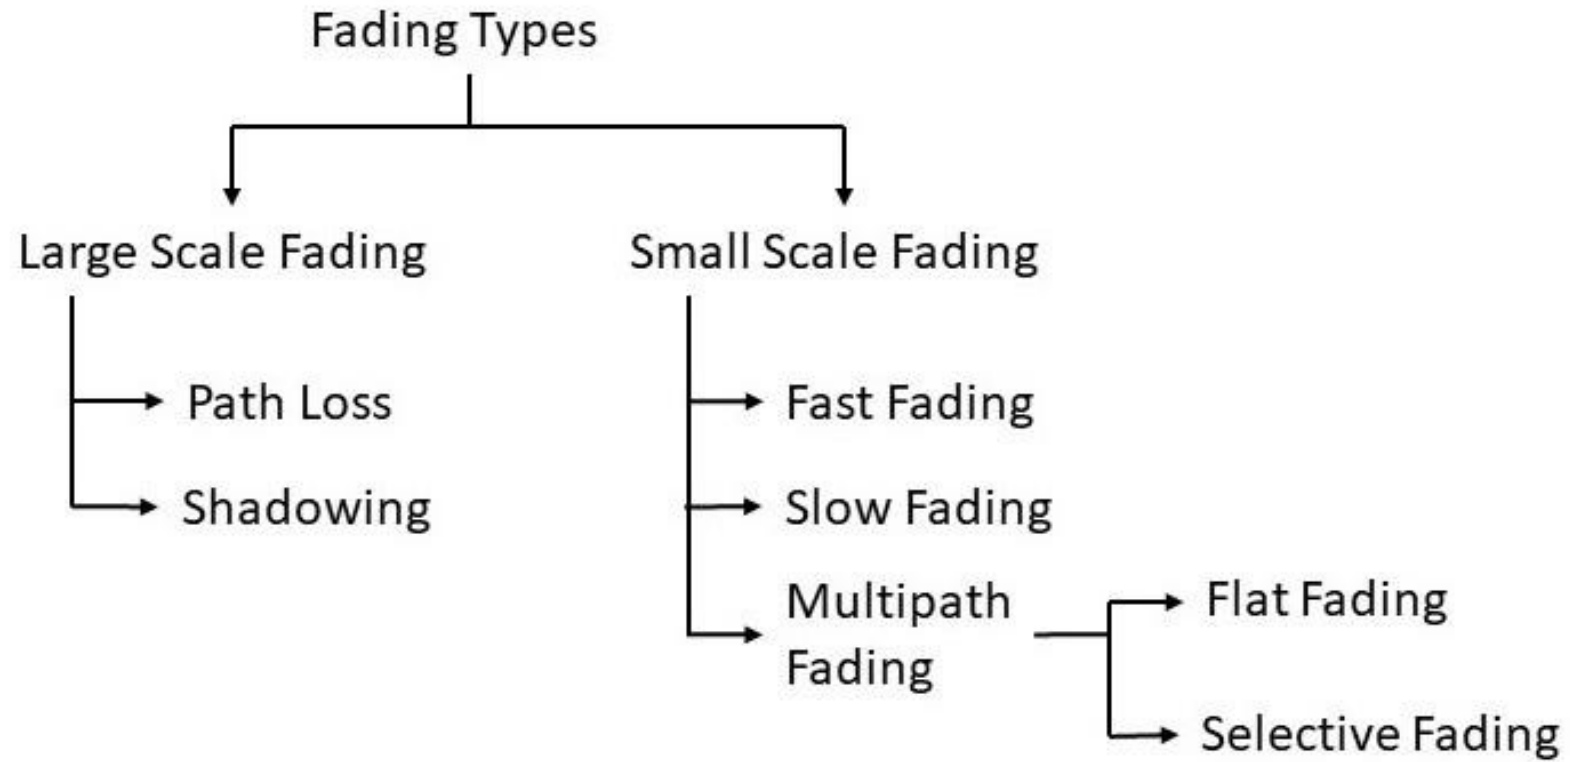 Fading Types
Large Scale Fading
Small Scale Fading
Path Loss
Shadowing
Fast Fading
Slow Fading
Multipath
Fading
Flat Fading
Selective Fading